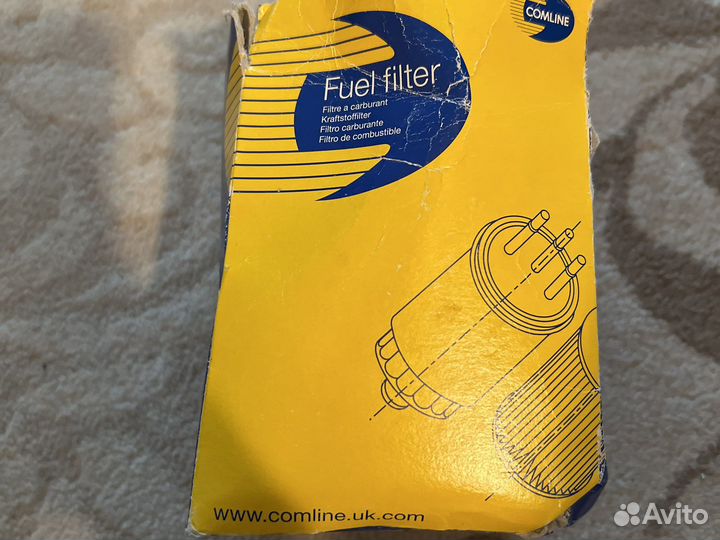 COMLINE
Fuel filter
Filtre a carburant
Kraftstoffilter
Filtro carburante
Filtro de combustible
www.comline.uk.com
Avito